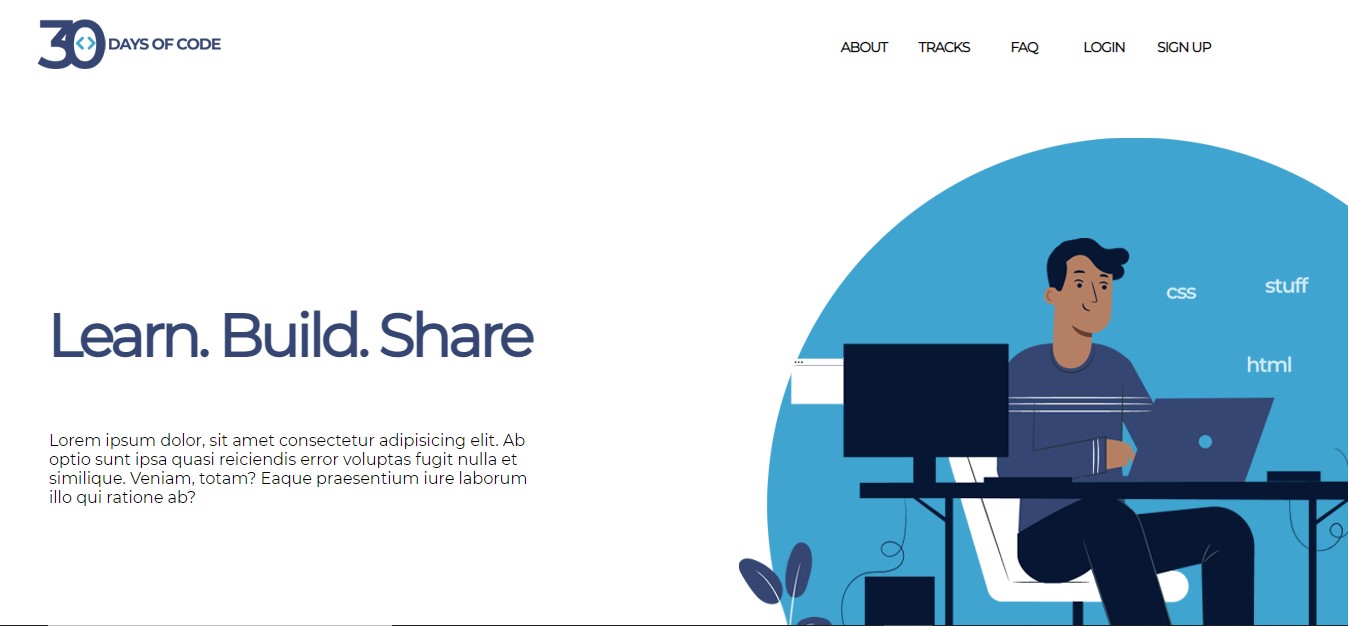 30 <> DAYS OF CODE
ABOUT TRACKS FAQ LOGIN SIGN UP
Learn. Build. Share
Lorem ipsum dolor, sit amet consectetur adipisicing elit. Ab
optio sunt ipsa quasi reiciendis error voluptas fugit nulla et
similique. Veniam, totam? Eaque praesentium iure laborum
illo qui ratione ab?
css
stuff
html